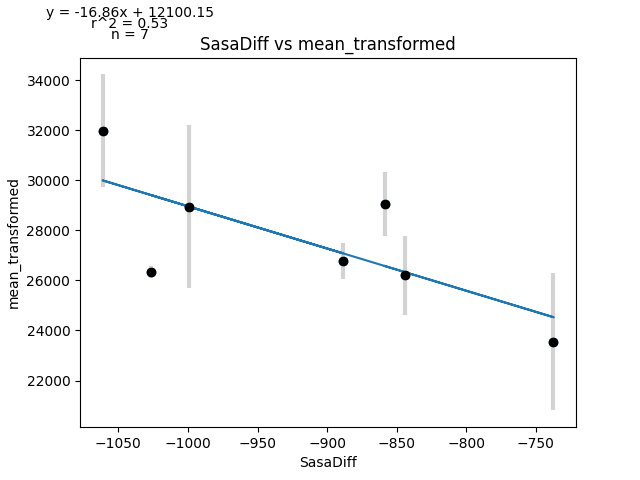 y = -16.86x + 12100.15
r^2 = 0.53
n = 7
SasaDiff vs mean_transformed
34000
32000
30000
28000
26000
24000
22000
mean_transformed
−1050
−1000
−950
−900
−850
−800
−750
SasaDiff